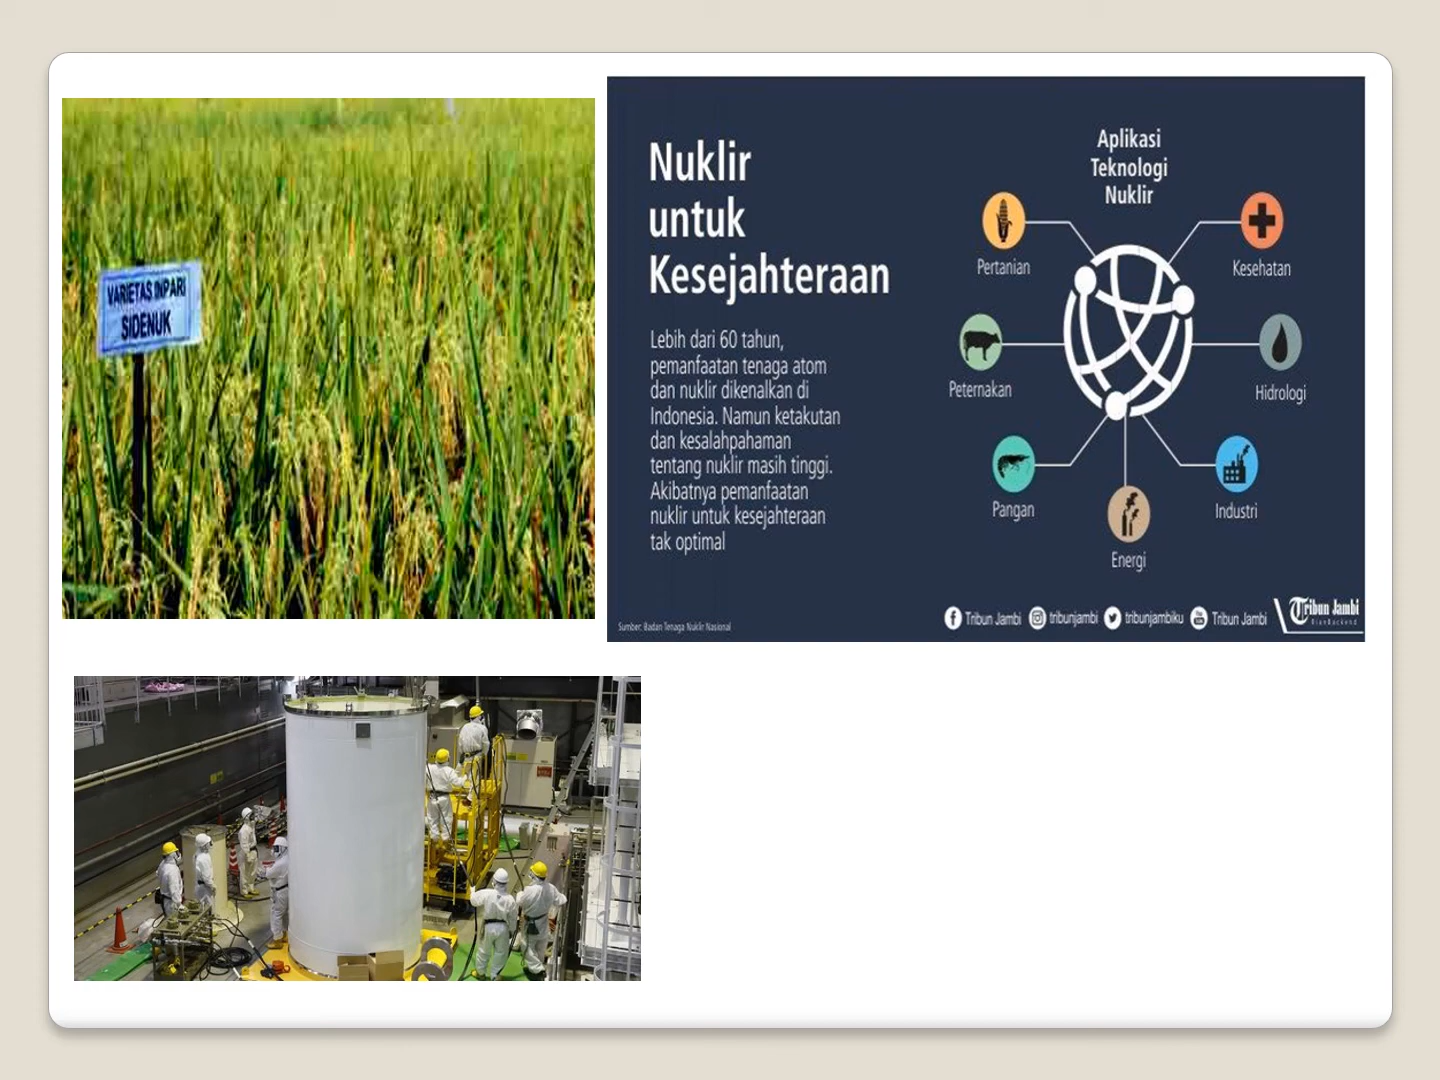 VARIETAS INPARI
SIDENUK
Nuklir
untuk
Kesejahteraan
Lebih dari 60 tahun,
pemanfaatan tenaga atom
dan nuklir dikenalkan di
Indonesia. Namun ketakutan
dan kesalahpahaman
tentang nuklir masih tinggi.
Akibatnya pemanfaatan
nuklir untuk kesejahteraan
tak optimal
Sumber: Badan Tenaga Nuklir Nasional
Aplikasi
Teknologi
Nuklir
Pertanian
Kesehatan
Peternakan
Hidrologi
Pangan
Industri
Energi
Tribun Jambi
tribunjambi
tribunjambiku
Tribun Jambi
Tribun Jambi